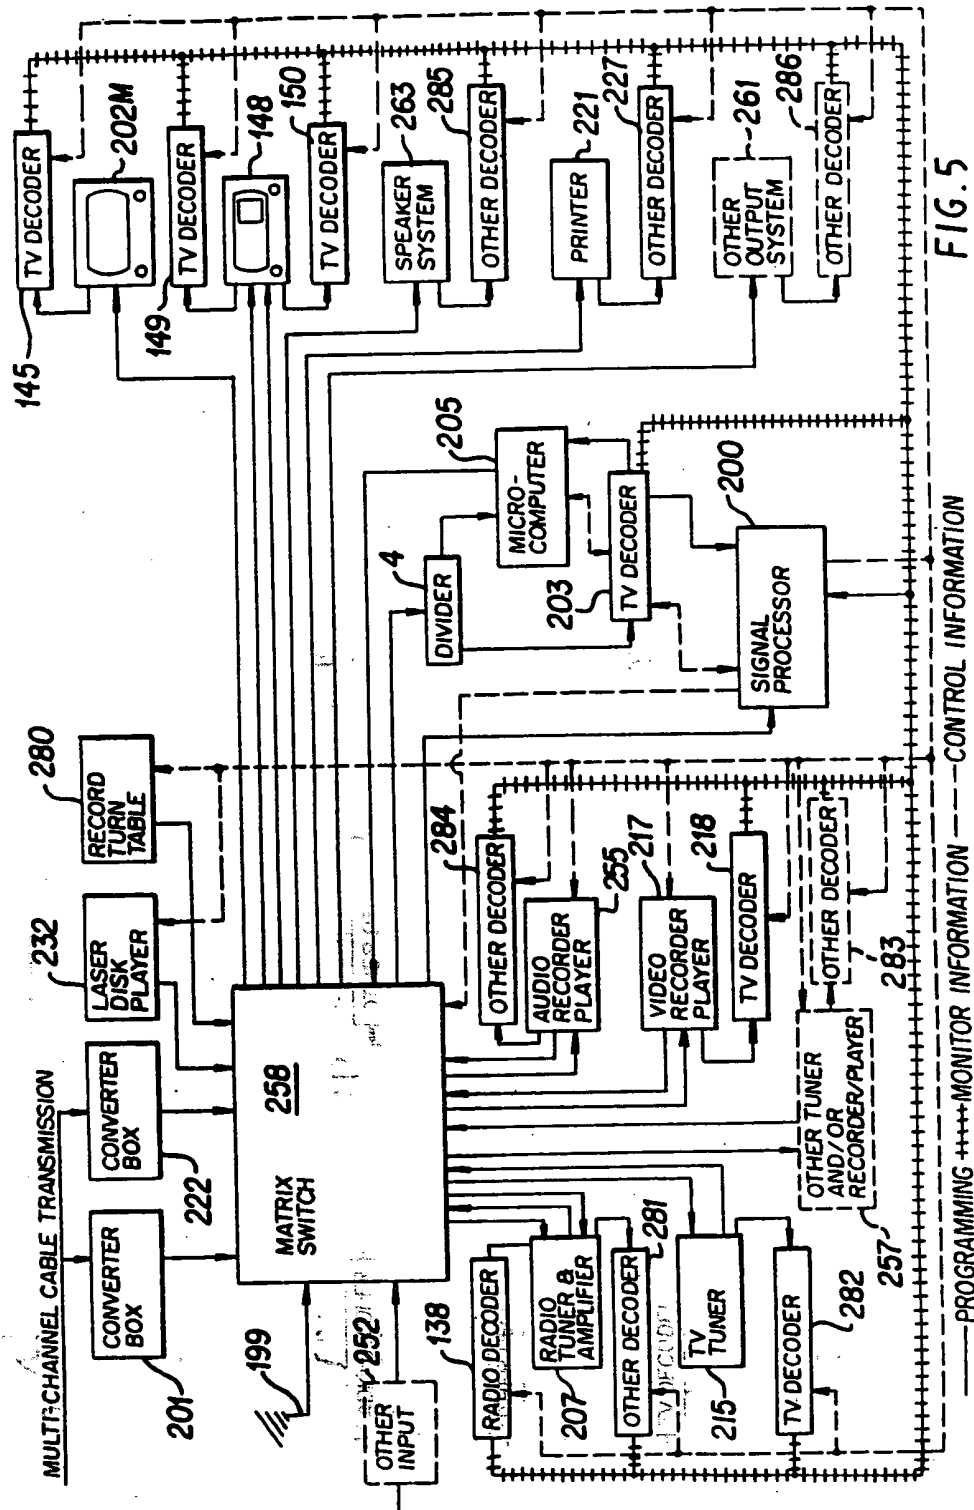 MULTI-CHANNEL CABLE TRANSMISSION
CONVERTER
BOX
201
CONVERTER
BOX
222
LASER
DISK
PLAYER
232
RECORD
TURN
TABLE
280
199
OTHER
INPUT
252
MATRIX
SWITCH
258
TV DECODER
145
202M
TV DECODER
149
148
TV DECODER
150
SPEAKER
SYSTEM
263
OTHER DECODER
285
PRINTER
221
OTHER DECODER
227
OTHER
OUTPUT
SYSTEM
261
OTHER DECODER
286
DIVIDER
4
MICRO-
COMPUTER
205
TV DECODER
203
SIGNAL
PROCESSOR
200
RADIO DECODER
138
RADIO
TUNER &
AMPLIFIER
207
OTHER DECODER
281
TV
TUNER
215
TV DECODER
282
OTHER DECODER
284
AUDIO
RECORDER
PLAYER
255
VIDEO
RECORDER
PLAYER
217
TV DECODER
218
OTHER TUNER
AND/OR
RECORDER/PLAYER
257
OTHER DECODER
283
PROGRAMMING MONITOR INFORMATION CONTROL INFORMATION
FIG. 5